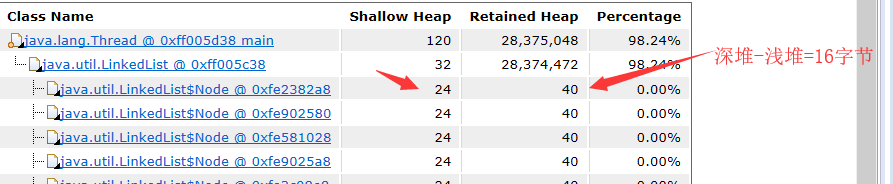 Class Name Shallow Heap Retained Heap Percentage
java.lang.Thread @ 0xff005d38 main 120 28,375,048 98.24%
java.util.LinkedList @ 0xff005c38 32 28,374,472 98.24%
java.util.LinkedList$Node @ 0xfe2382a8 24 40 0.00%
深堆-浅堆=16字节
java.util.LinkedList$Node @ 0xfe902580 24 40 0.00%
java.util.LinkedList$Node @ 0xfe581028 24 40 0.00%
java.util.LinkedList$Node @ 0xfe9025a8 24 40 0.00%